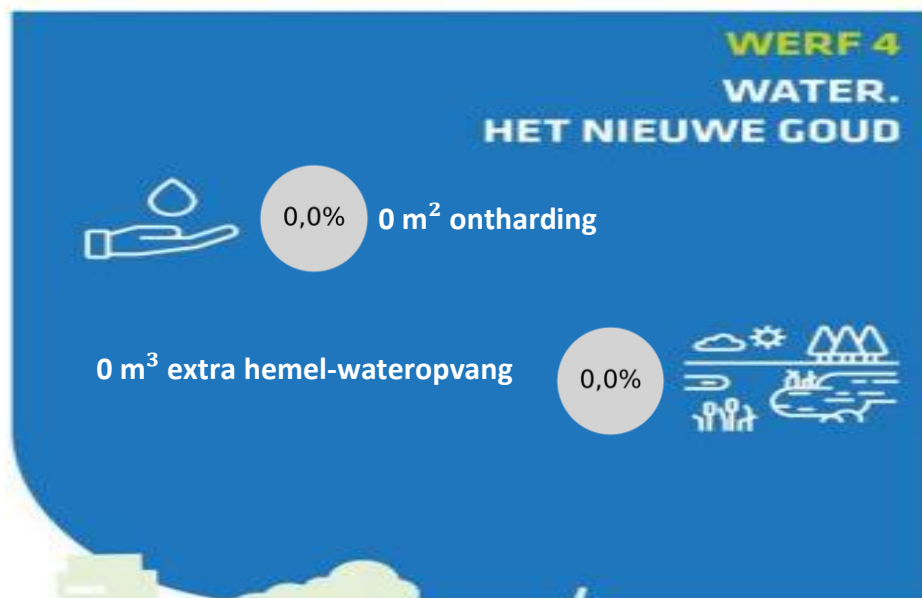 WERF 4
WATER.
HET NIEUWE GOUD
0,0% 0 m² ontharding
0 m³ extra hemel-wateropvang 0,0%